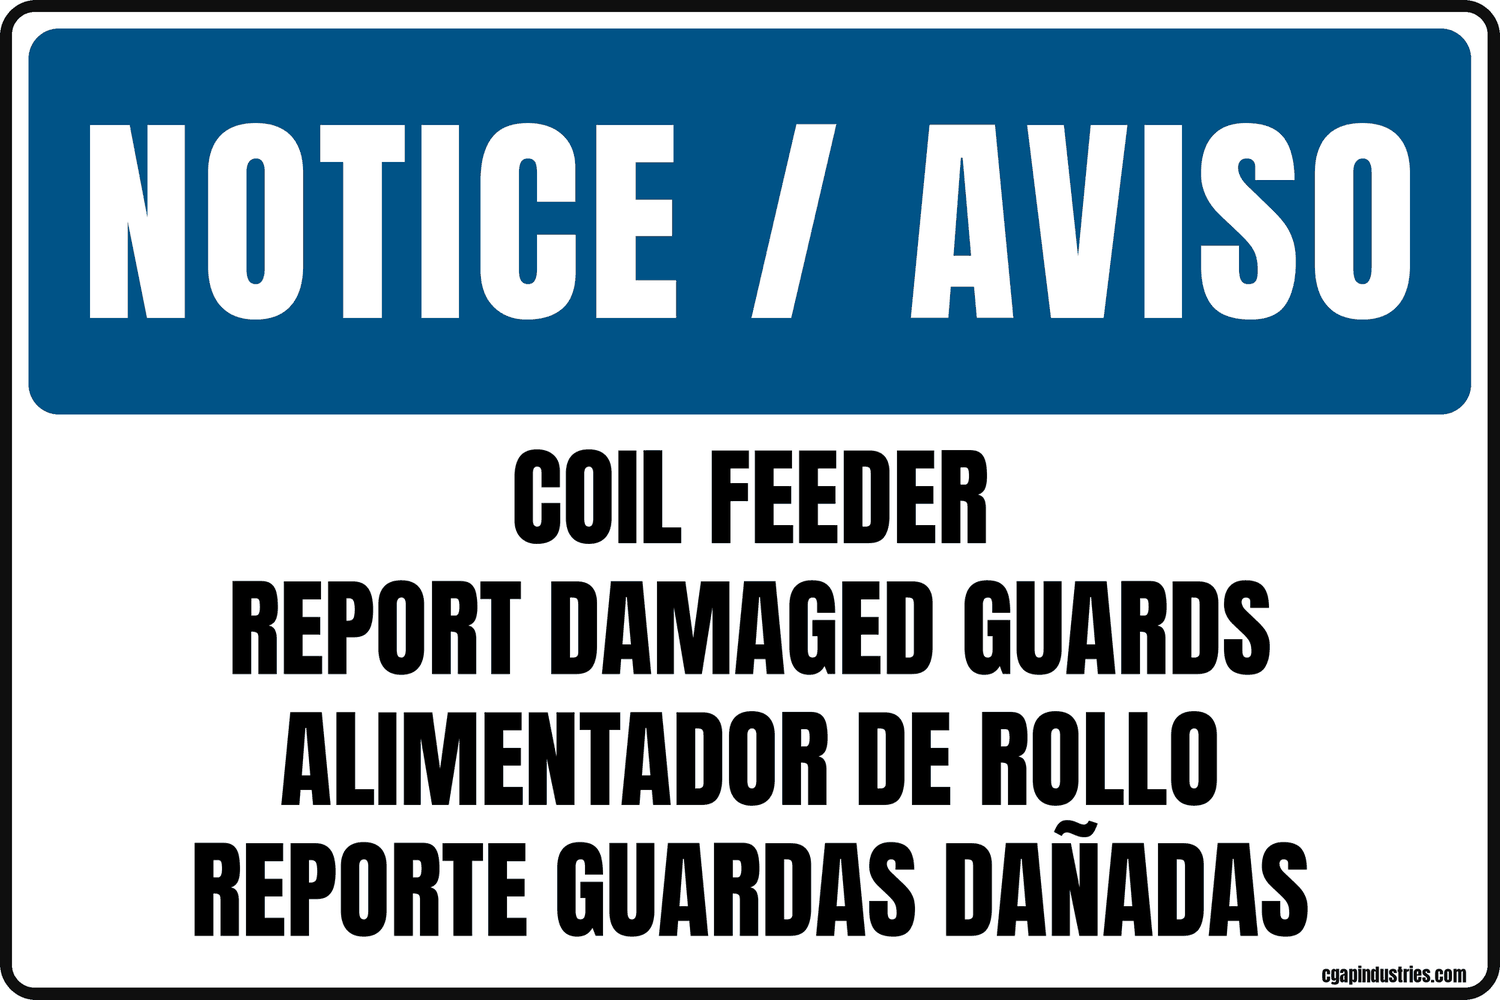 NOTICE / AVISO
COIL FEEDER
REPORT DAMAGED GUARDS
ALIMENTADOR DE ROLLO
REPORTE GUARDAS DAÑADAS
cgapindustries.com